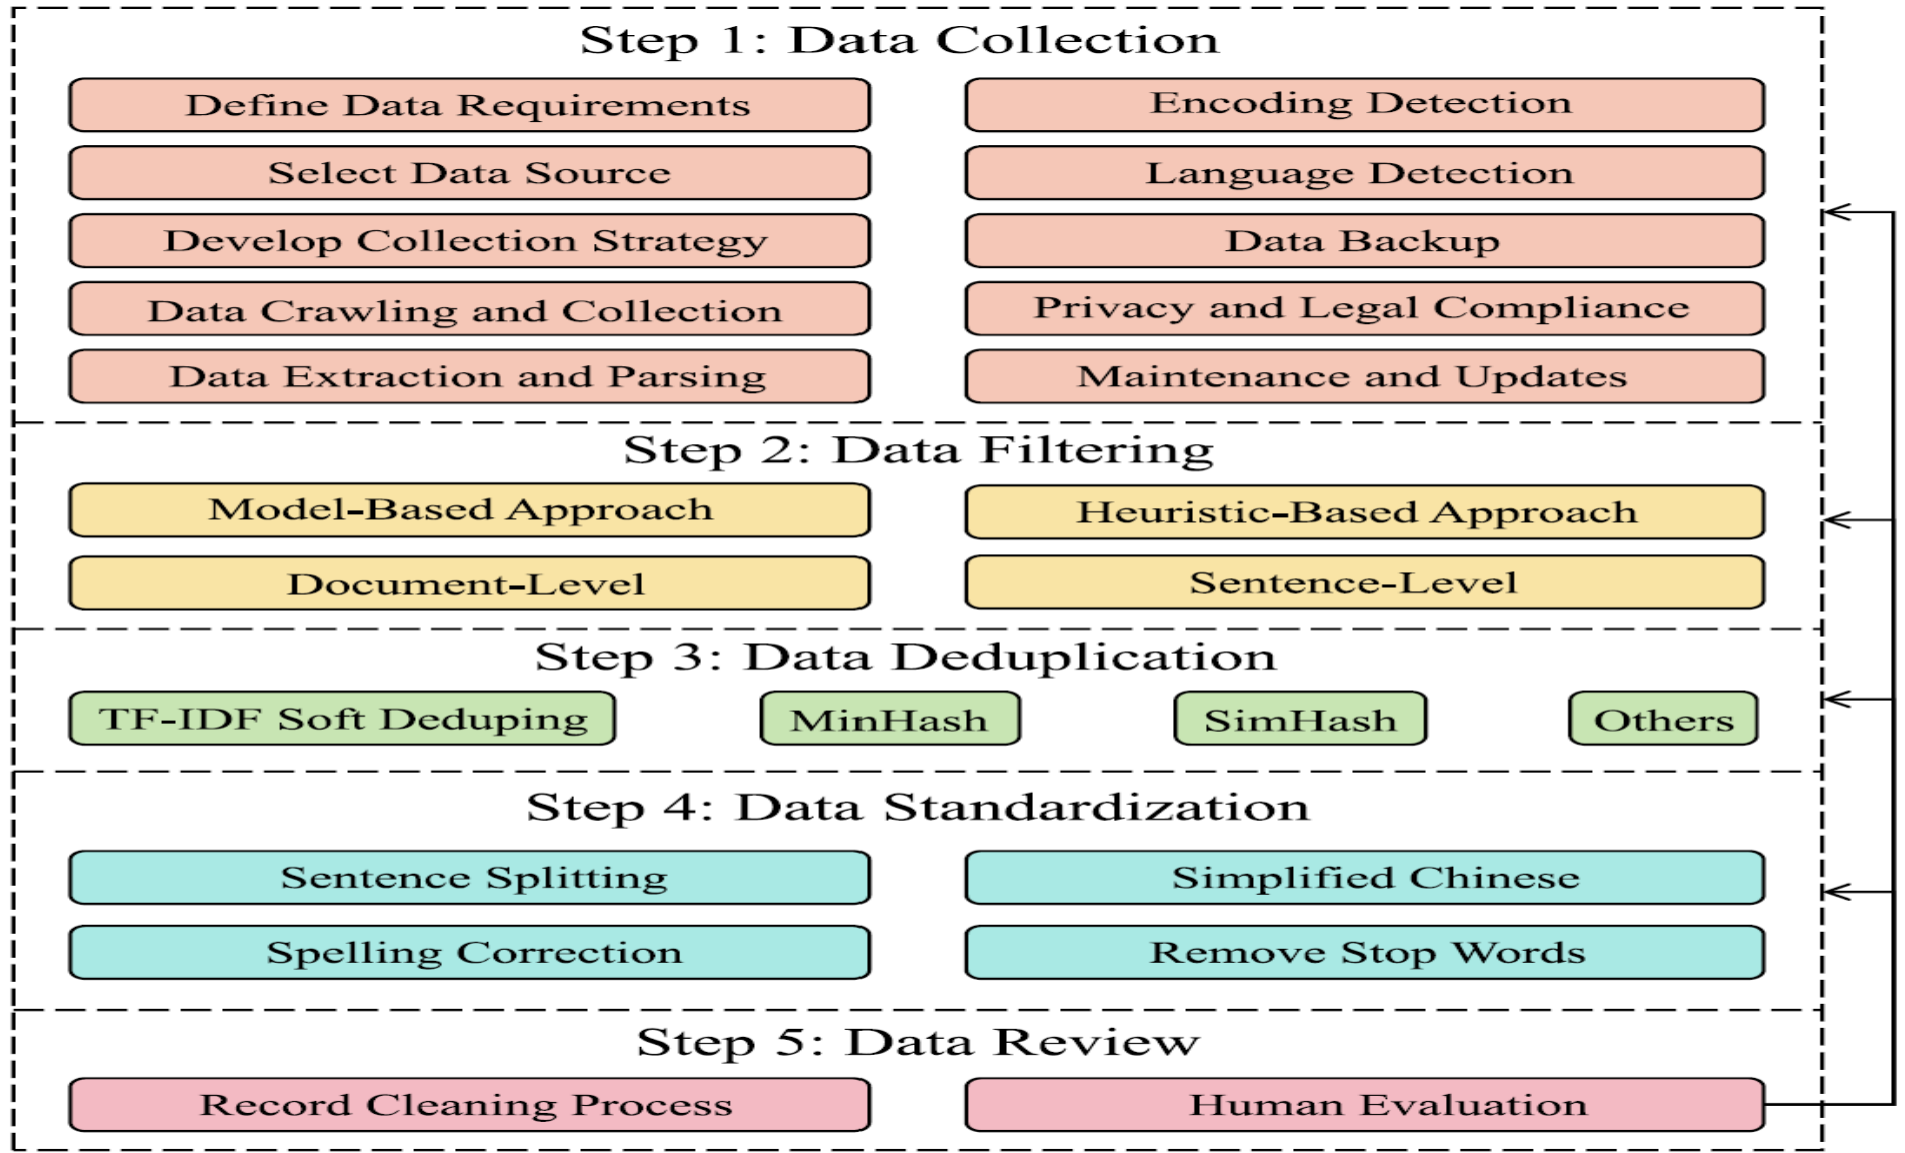 Step 1: Data Collection
Define Data Requirements
Encoding Detection
Select Data Source
Language Detection
Develop Collection Strategy
Data Backup
Data Crawling and Collection
Privacy and Legal Compliance
Data Extraction and Parsing
Maintenance and Updates
Step 2: Data Filtering
Model-Based Approach
Heuristic-Based Approach
Document-Level
Sentence-Level
Step 3: Data Deduplication
TF-IDF Soft Deduping
MinHash
SimHash
Others
Step 4: Data Standardization
Sentence Splitting
Simplified Chinese
Spelling Correction
Remove Stop Words
Step 5: Data Review
Record Cleaning Process
Human Evaluation